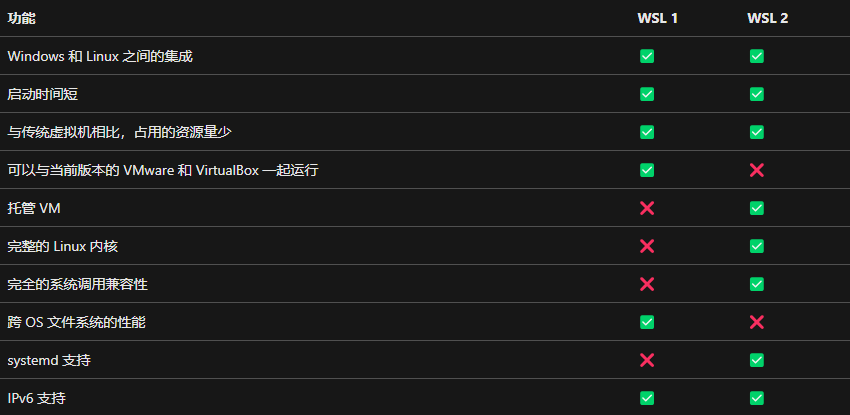 功能 WSL 1 WSL 2
Windows 和 Linux 之间的集成 ✅ ✅
启动时间短 ✅ ✅
与传统虚拟机相比，占用的资源量少 ✅ ✅
可以与当前版本的 VMware 和 VirtualBox 一起运行 ✅ ❌
托管 VM ❌ ✅
完整的 Linux 内核 ❌ ✅
完全的系统调用兼容性 ❌ ✅
跨 OS 文件系统的性能 ✅ ❌
systemd 支持 ❌ ✅
IPv6 支持 ✅ ✅